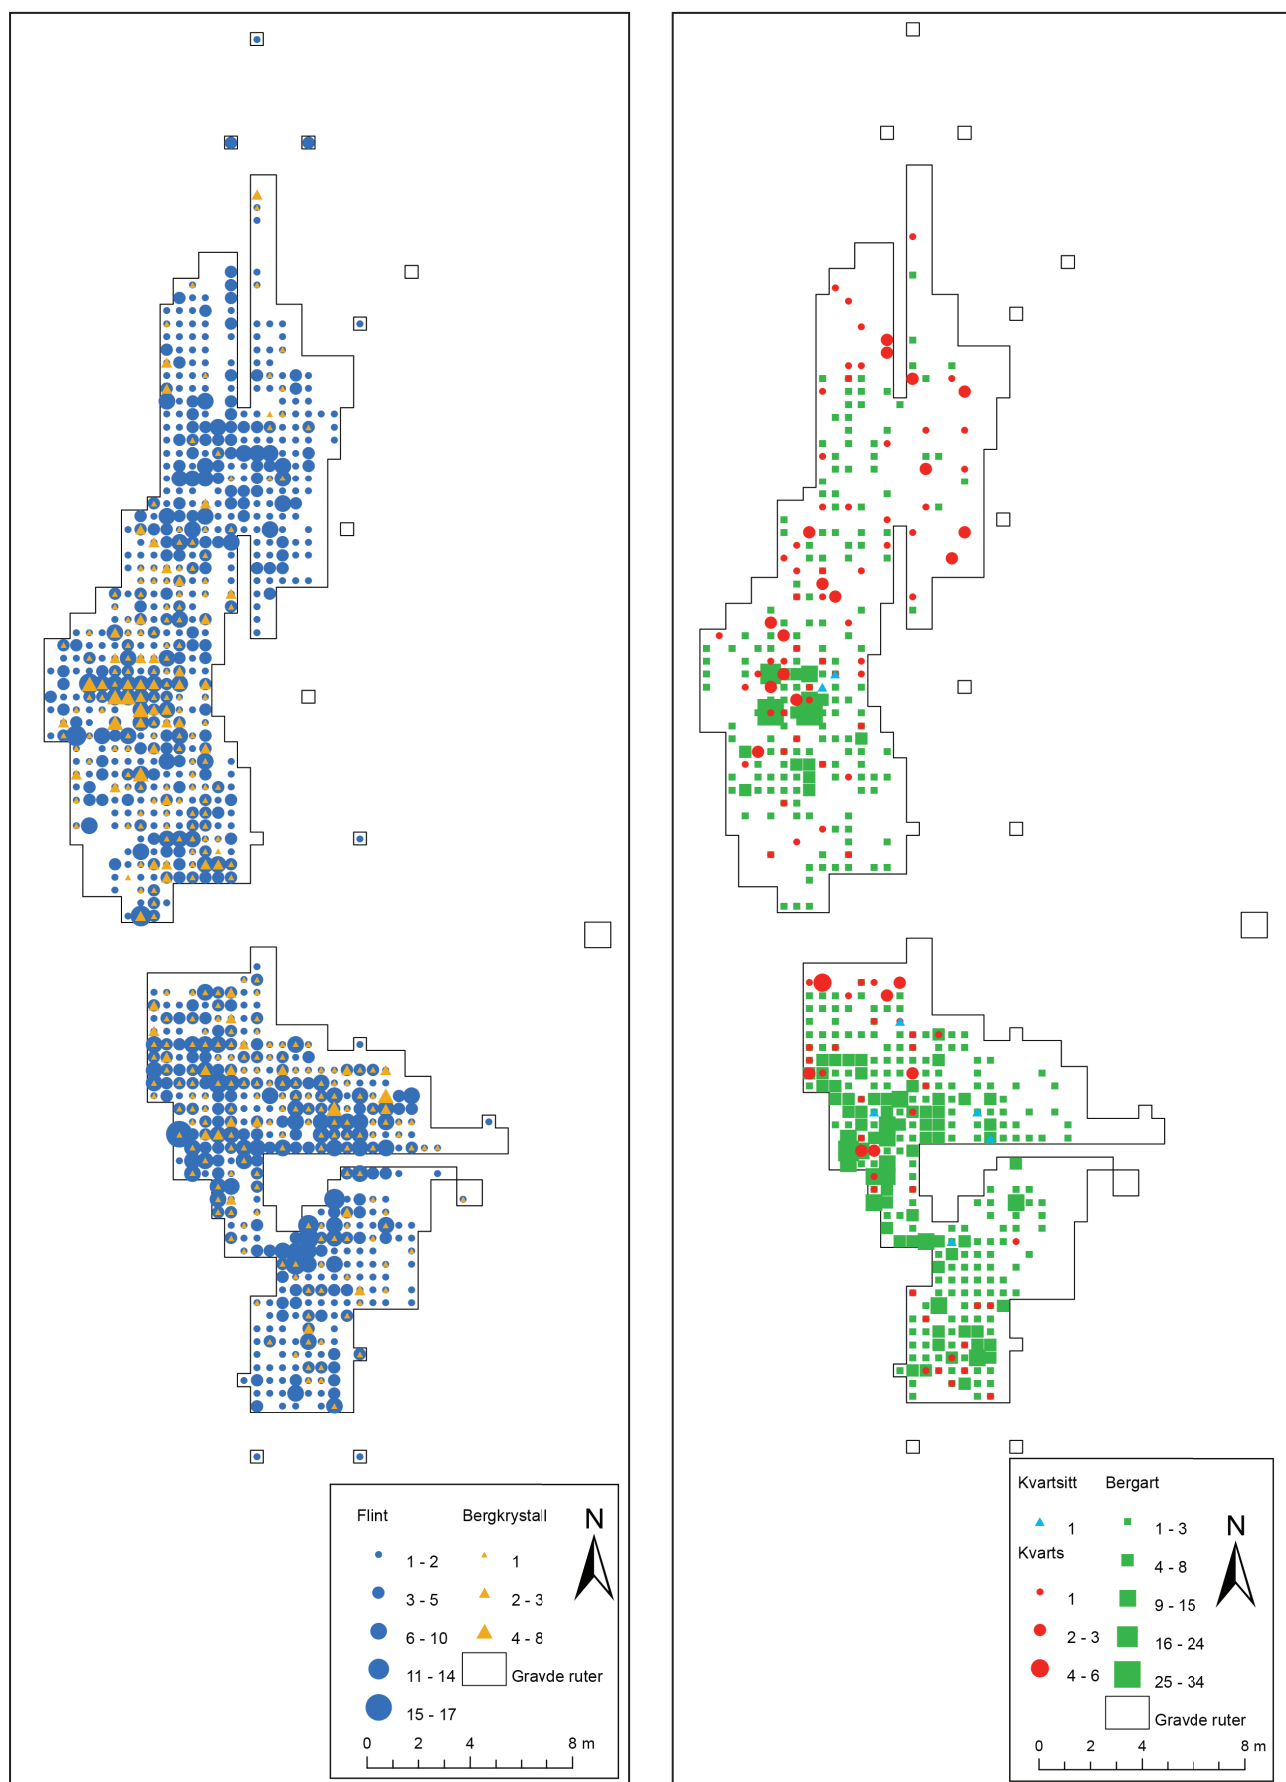 Flint Bergkrystall N
1 - 2 1
3 - 5 2 - 3
6 - 10 4 - 8
11 - 14 Gravde ruter
15 - 17
0 2 4 8 m
Kvartsitt Bergart
1 1 - 3 N
Kvarts 4 - 8
1 9 - 15
2 - 3 16 - 24
4 - 6 25 - 34
Gravde ruter
0 2 4 8 m